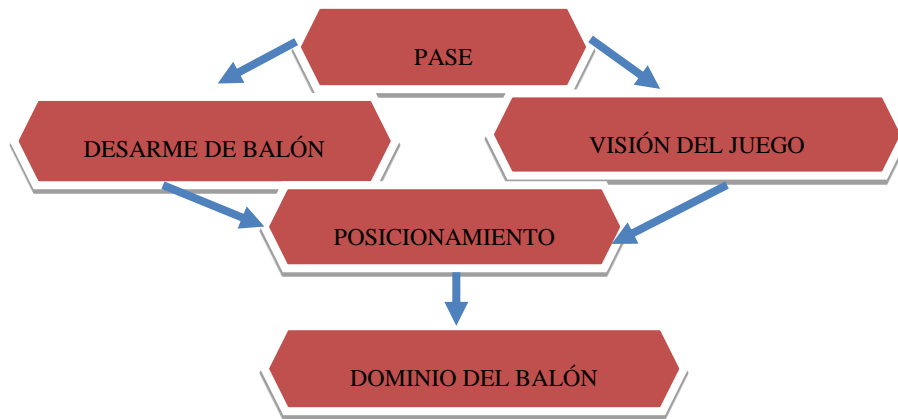 PASE
DESARME DE BALÓN
VISIÓN DEL JUEGO
POSICIONAMIENTO
DOMINIO DEL BALÓN